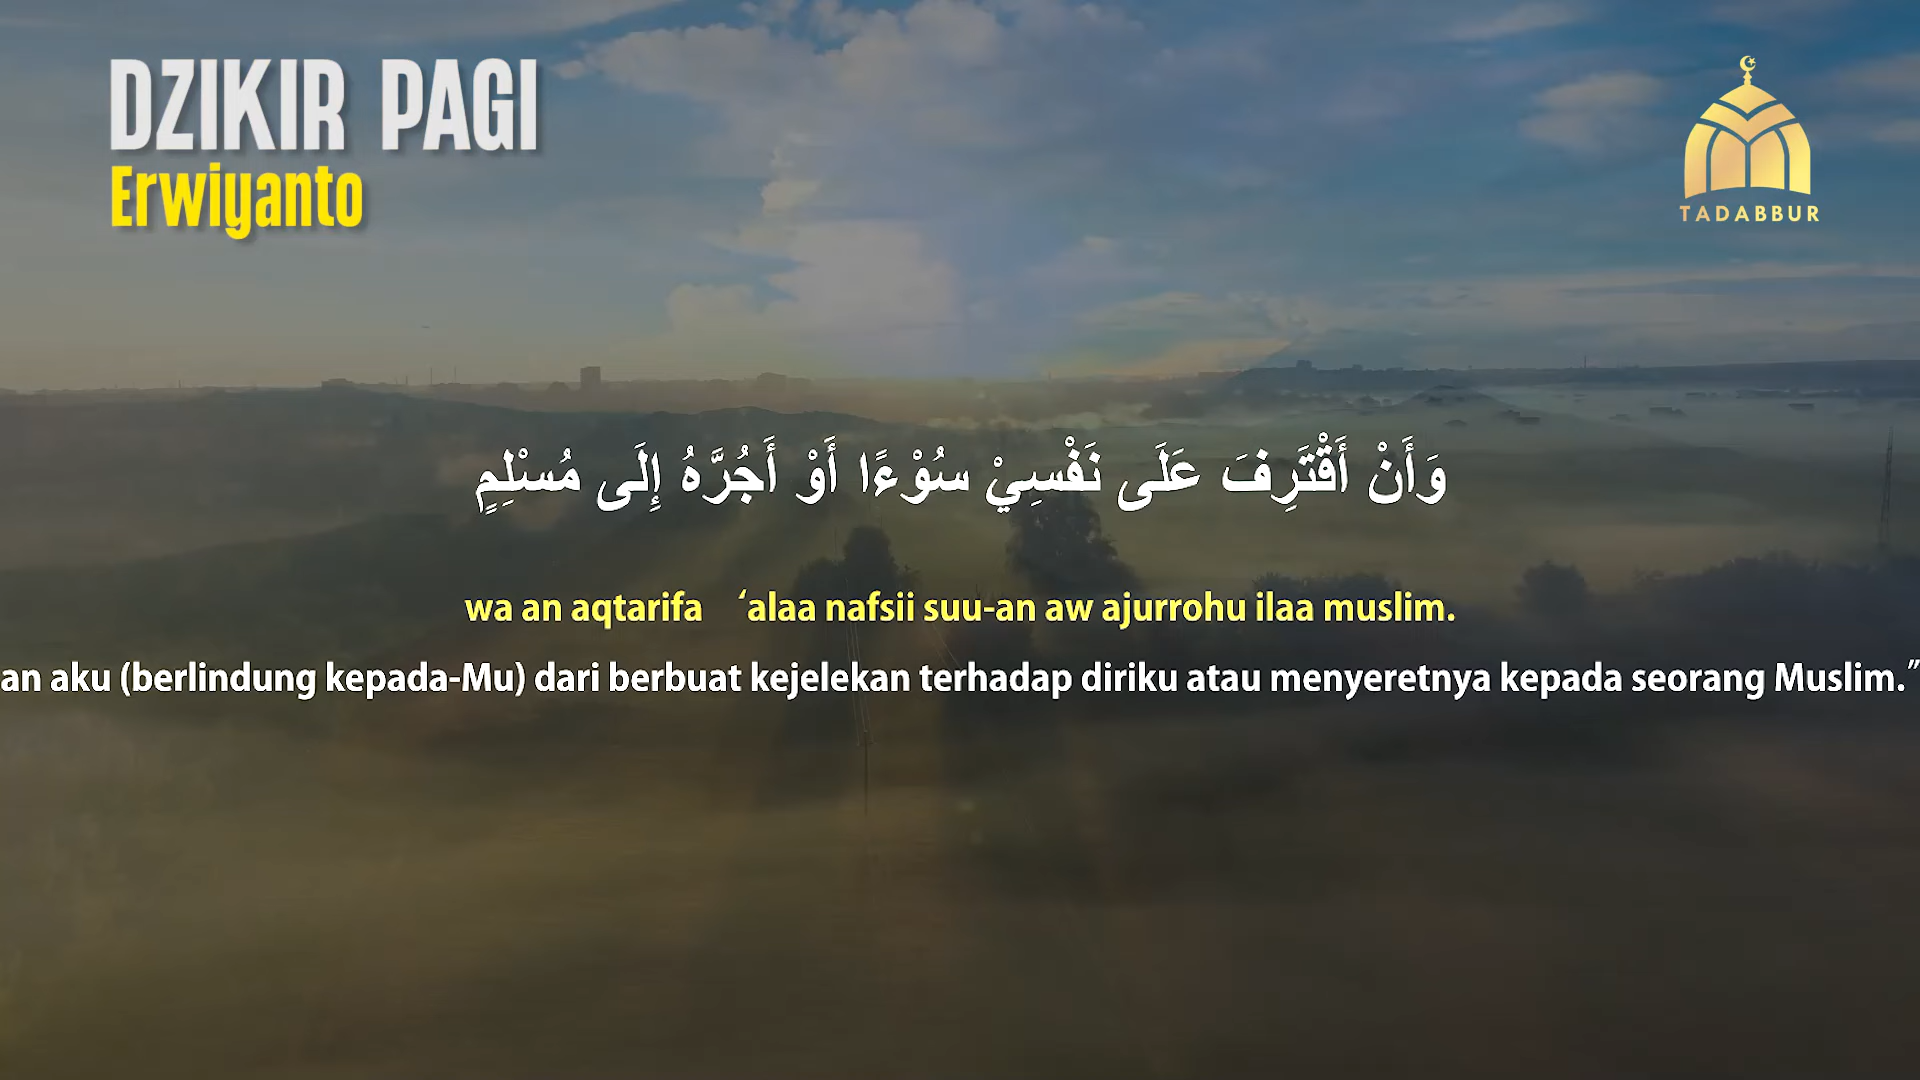 DZIKIR PAGI
Erwiyanto
TADABBUR
وَأَنْ أَقْتَرِفَ عَلَى نَفْسِيْ سُوْءًا أَوْ أَجُرَّهُ إِلَى مُسْلِمٍ
wa an aqtarifa ‘alaa nafsii suu-an aw ajurrohu ilaa muslim.
an aku (berlindung kepada-Mu) dari berbuat kejelekan terhadap diriku atau menyeretnya kepada seorang Muslim.”